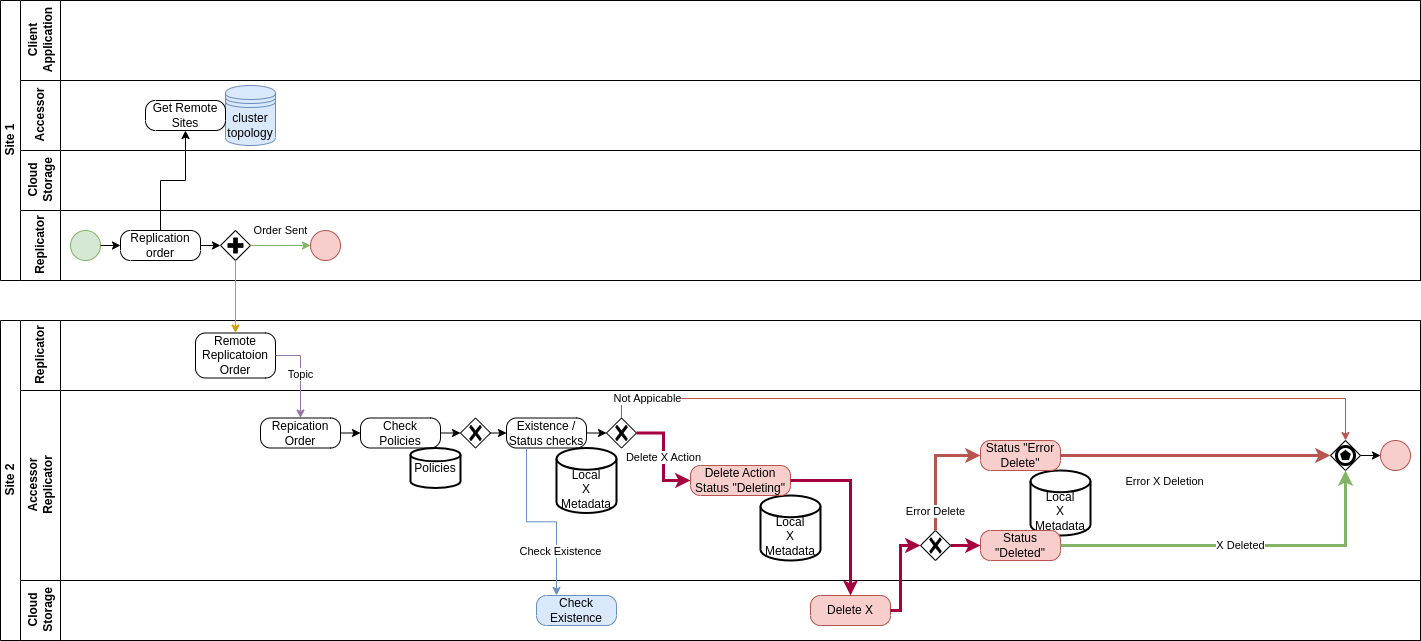 Site 1
Client
Application
Accessor
Get Remote
Sites
cluster
topology
Cloud
Storage
Replicator
Replication
order
Order Sent
Site 2
Replicator
Remote
Replicatoion
Order
Topic
Accessor
Replicator
Repication
Order
Check
Policies
Policies
Existence /
Status checks
Local
X
Metadata
Not Appicable
Delete X Action
Delete Action
Status "Deleting"
Local
X
Metadata
Check Existence
Error Delete
Status "Error
Delete"
Local
X
Metadata
Error X Deletion
Status
"Deleted"
X Deleted
Cloud
Storage
Check
Existence
Delete X